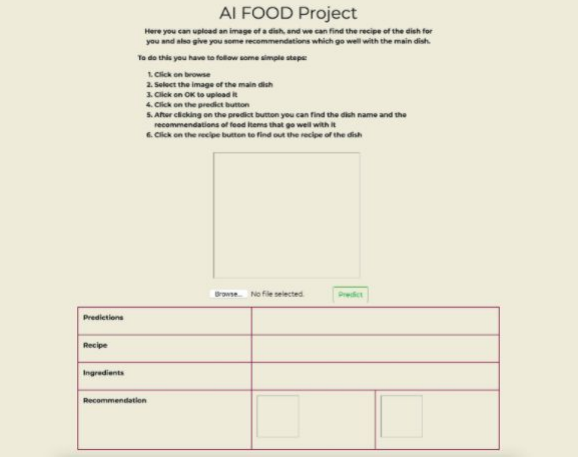 AI FOOD Project
Here you can upload an image of a dish, and we can find the recipe of the dish for
you and also give you some recommendations which go well with the main dish.
To do this you have to follow some simple steps:
1. Click on browse
2. Select the image of the main dish
3. Click on OK to upload it
4. Click on the predict button
5. After clicking on the predict button you can find the dish name and the
recommendations of food items that go well with it
6. Click on the recipe button to find out the recipe of the dish
Browse... No file selected. Predict
Predictions
Recipe
Ingredients
Recommendation